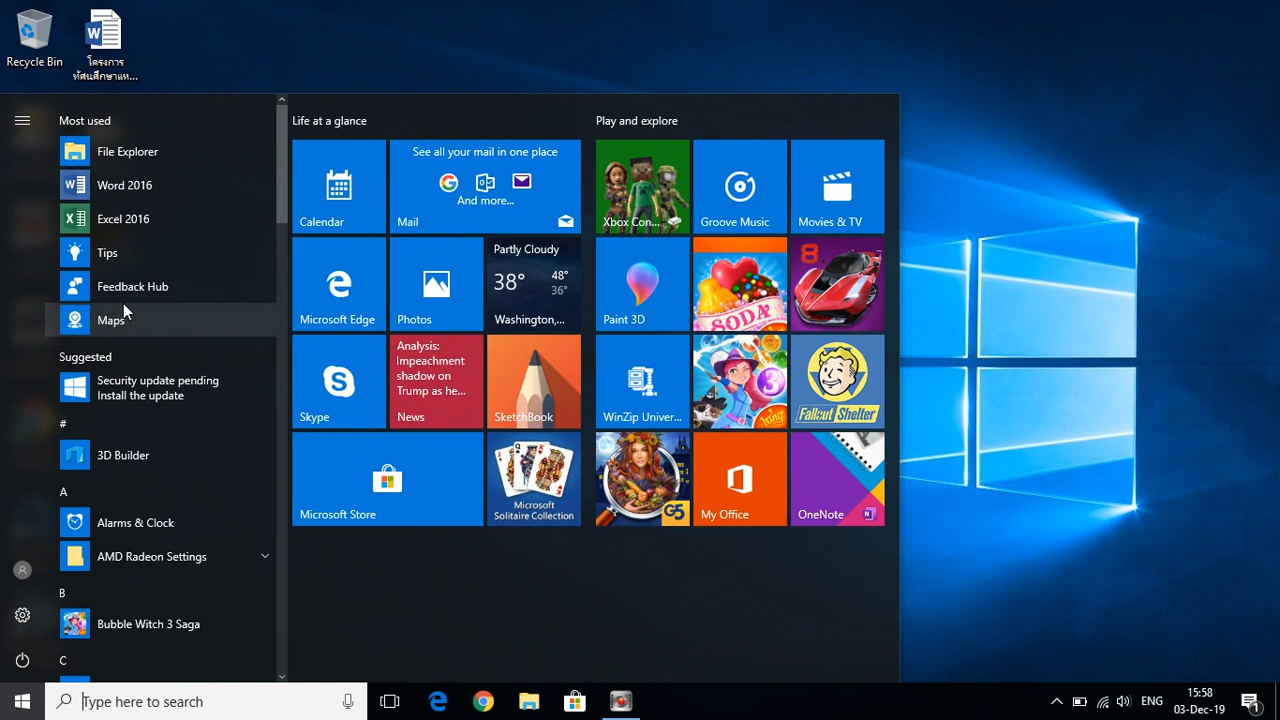 Recycle Bin
โครงการ
ทัศนศึกษาแห...
Most used
File Explorer
Word 2016
Excel 2016
Tips
Feedback Hub
Maps
Suggested
Security update pending
Install the update
#
3D Builder
A
Alarms & Clock
AMD Radeon Settings
B
Bubble Witch 3 Saga
C
Life at a glance
Calendar
See all your mail in one place
And more...
Mail
Microsoft Edge
Photos
Partly Cloudy
38°
48°
36°
Washington,...
Skype
Analysis:
Impeachment
shadow on
Trump as he...
News
SketchBook
Microsoft Store
Microsoft
Solitaire Collection
Play and explore
Xbox Con...
Groove Music
Movies & TV
Paint 3D
SODA
8
WinZip Univer...
3
King
Fallout Shelter
G5
My Office
OneNote
Type here to search
ENG
15:58
03-Dec-19
1